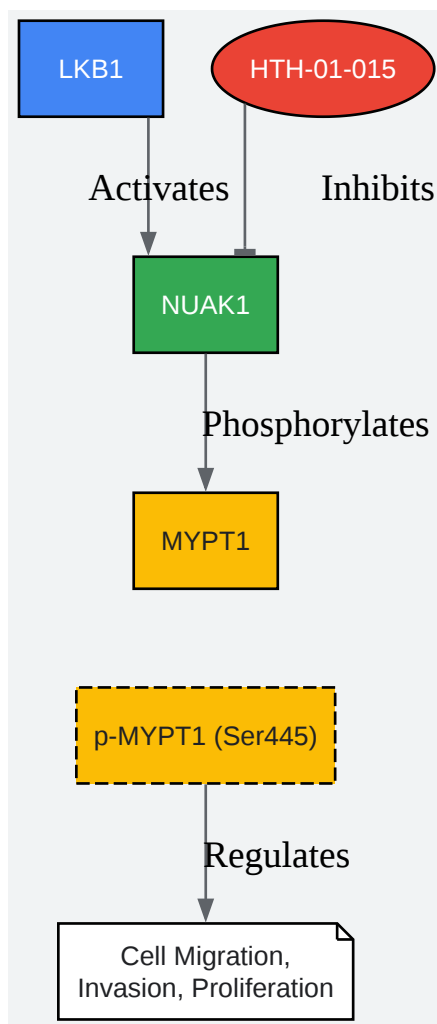 LKB1
HTH-01-015
Activates
Inhibits
NUAK1
Phosphorylates
MYPT1
p-MYPT1 (Ser445)
Regulates
Cell Migration,
Invasion, Proliferation